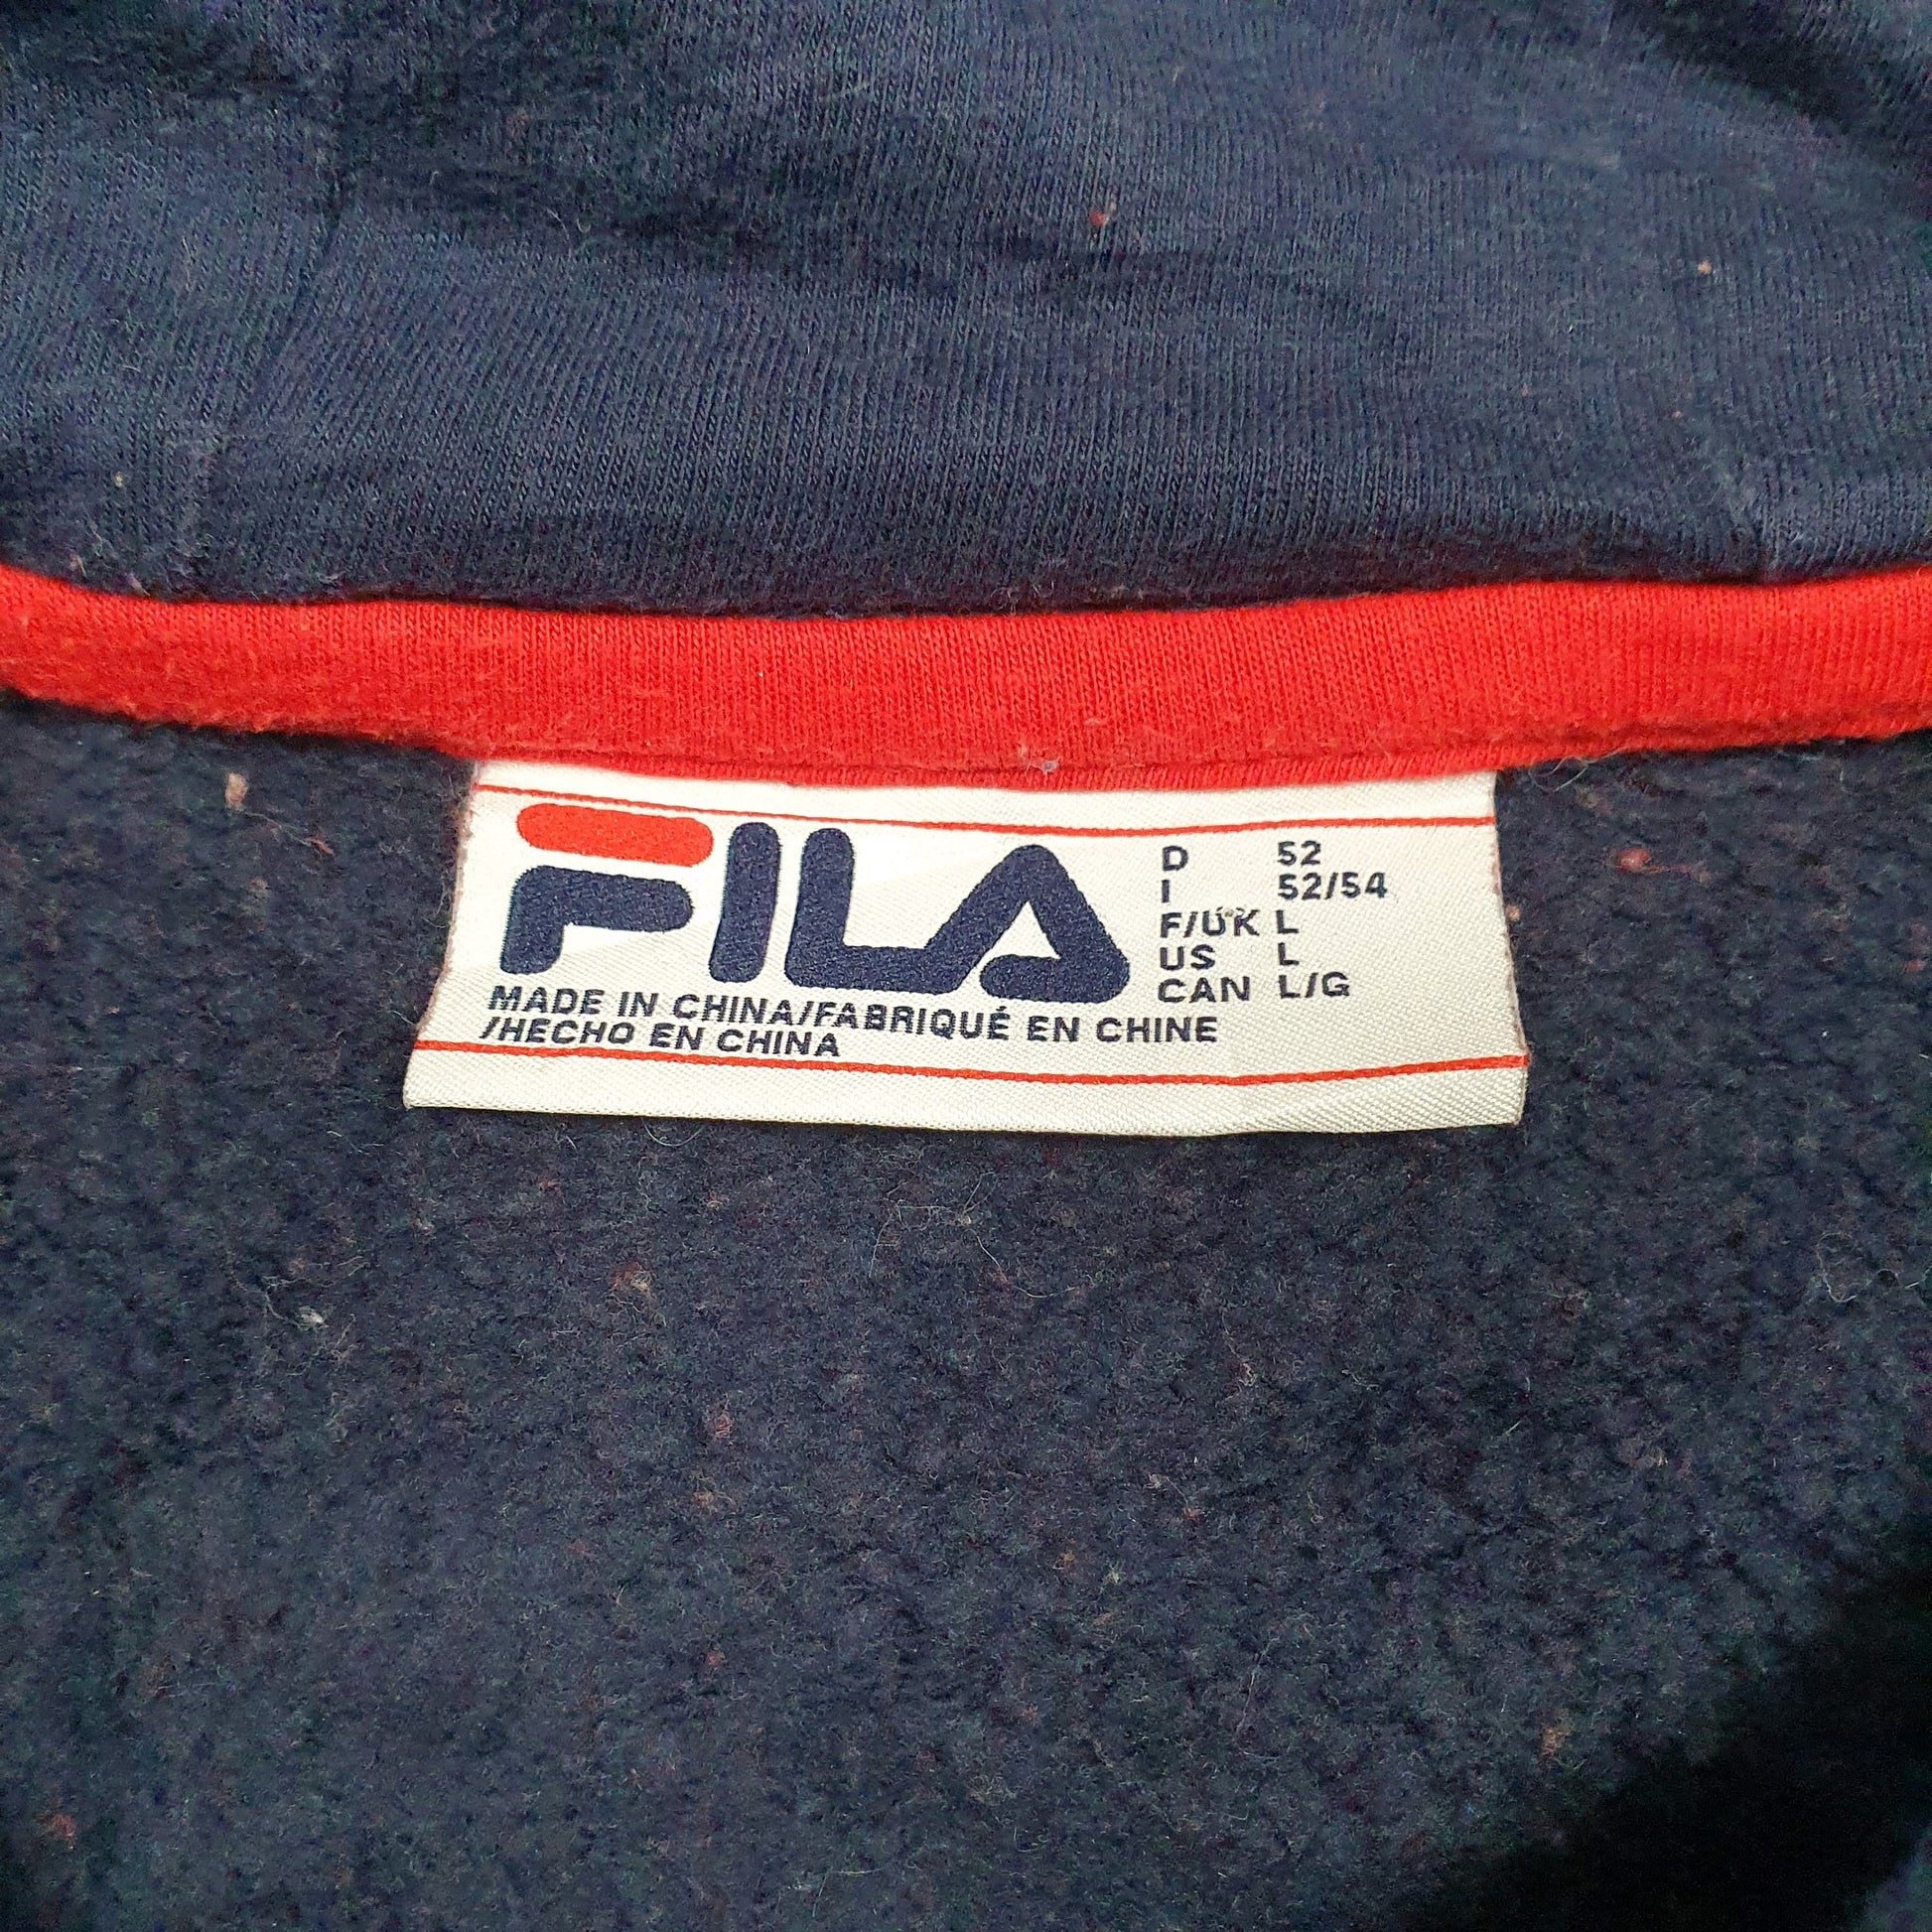 FILA
D 52
I 52/54
F/UK L
US L
CAN L/G
MADE IN CHINA/FABRIQUÉ EN CHINE
/HECHO EN CHINA